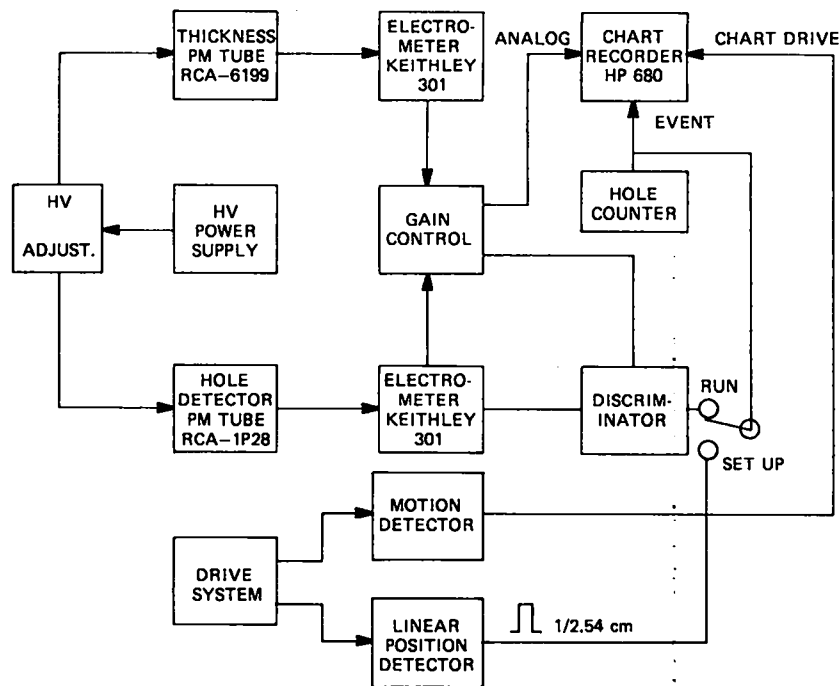 THICKNESS
PM TUBE
RCA-6199
ELECTRO-
METER
KEITHLEY
301
ANALOG
CHART
RECORDER
HP 680
CHART DRIVE
EVENT
HV
ADJUST.
HV
POWER
SUPPLY
GAIN
CONTROL
HOLE
COUNTER
HOLE
DETECTOR
PM TUBE
RCA-1P28
ELECTRO-
METER
KEITHLEY
301
DISCRIM-
INATOR
RUN
SET UP
MOTION
DETECTOR
DRIVE
SYSTEM
LINEAR
POSITION
DETECTOR
1/2.54 cm